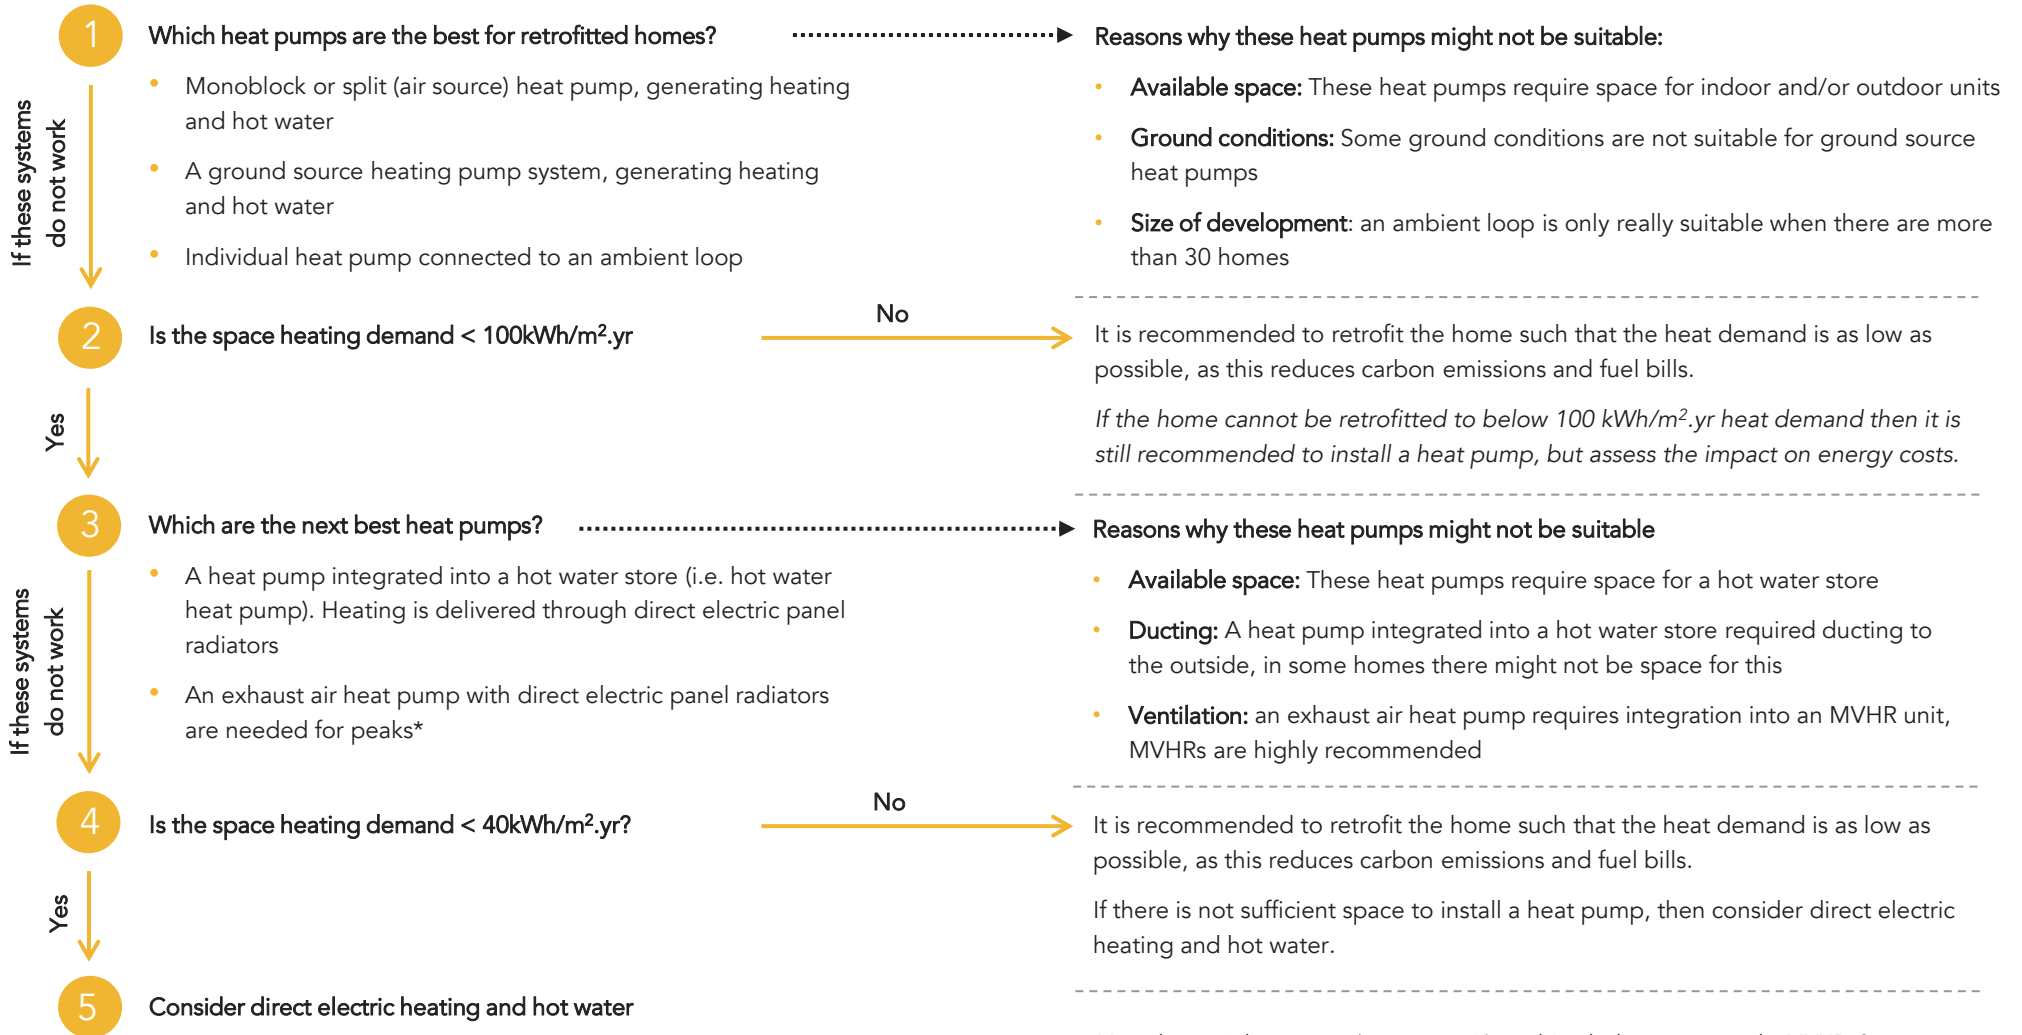 1
Which heat pumps are the best for retrofitted homes?
• Monoblock or split (air source) heat pump, generating heating
and hot water
• A ground source heating pump system, generating heating
and hot water
• Individual heat pump connected to an ambient loop
Reasons why these heat pumps might not be suitable:
• Available space: These heat pumps require space for indoor and/or outdoor units
• Ground conditions: Some ground conditions are not suitable for ground source
heat pumps
• Size of development: an ambient loop is only really suitable when there are more
than 30 homes
If these systems
do not work
2
Is the space heating demand < 100kWh/m².yr
No
It is recommended to retrofit the home such that the heat demand is as low as
possible, as this reduces carbon emissions and fuel bills.
If the home cannot be retrofitted to below 100 kWh/m².yr heat demand then it is
still recommended to install a heat pump, but assess the impact on energy costs.
Yes
3
Which are the next best heat pumps?
• A heat pump integrated into a hot water store (i.e. hot water
heat pump). Heating is delivered through direct electric panel
radiators
• An exhaust air heat pump with direct electric panel radiators
are needed for peaks*
Reasons why these heat pumps might not be suitable
• Available space: These heat pumps require space for a hot water store
• Ducting: A heat pump integrated into a hot water store required ducting to
the outside, in some homes there might not be space for this
• Ventilation: an exhaust air heat pump requires integration into an MVHR unit,
MVHRs are highly recommended
If these systems
do not work
4
Is the space heating demand < 40kWh/m².yr?
No
It is recommended to retrofit the home such that the heat demand is as low as
possible, as this reduces carbon emissions and fuel bills.
If there is not sufficient space to install a heat pump, then consider direct electric
heating and hot water.
Yes
5
Consider direct electric heating and hot water